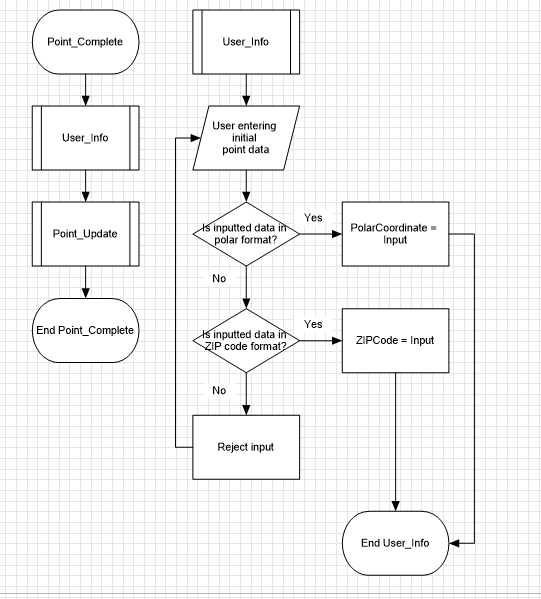 Point_Complete
User_Info
Point_Update
End Point_Complete
User_Info
User entering
initial
point data
Is inputted data in
polar format?
Yes
PolarCoordinate =
Input
No
Is inputted data in
ZIP code format?
Yes
ZIPCode = Input
No
Reject input
End User_Info